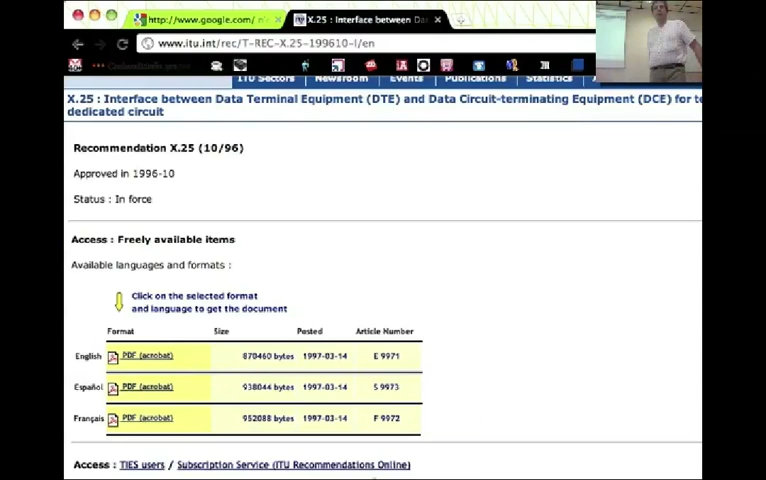 http://www.google.com/
X.25 : Interface between Da
www.itu.int/rec/T-REC-X.25-199610-I/en
ITU Sectors Newsroom Events Publications Statistics
X.25 : Interface between Data Terminal Equipment (DTE) and Data Circuit-terminating Equipment (DCE) for te
dedicated circuit
Recommendation X.25 (10/96)
Approved in 1996-10
Status : In force
Access : Freely available items
Available languages and formats :
Click on the selected format
and language to get the document
Format Size Posted Article Number
English PDF (acrobat) 870460 bytes 1997-03-14 E 9971
Español PDF (acrobat) 938044 bytes 1997-03-14 S 9973
Français PDF (acrobat) 952088 bytes 1997-03-14 F 9972
Access : TIES users / Subscription Service (ITU Recommendations Online)